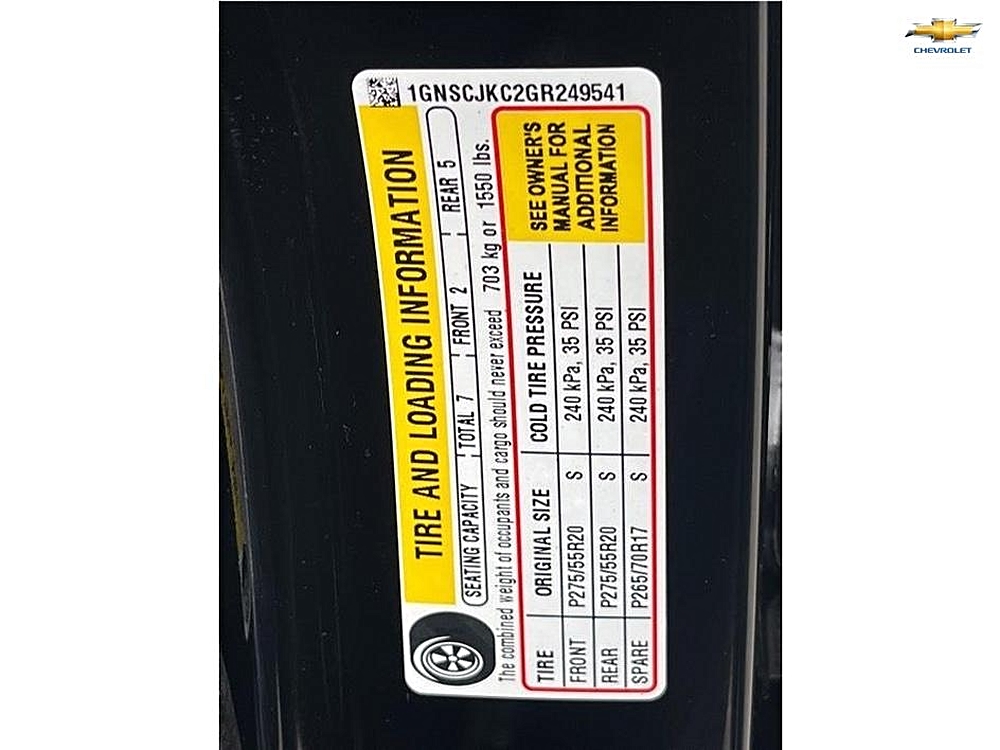 CHEVROLET
1GNSCJKC2GR249541
TIRE AND LOADING INFORMATION
SEATING CAPACITY TOTAL 7 FRONT 2 REAR 5
The combined weight of occupants and cargo should never exceed 703 kg or 1550 lbs.
TIRE ORIGINAL SIZE COLD TIRE PRESSURE
FRONT P275/55R20 S 240 kPa, 35 PSI
REAR P275/55R20 S 240 kPa, 35 PSI
SPARE P265/70R17 S 240 kPa, 35 PSI
SEE OWNER'S
MANUAL FOR
ADDITIONAL
INFORMATION